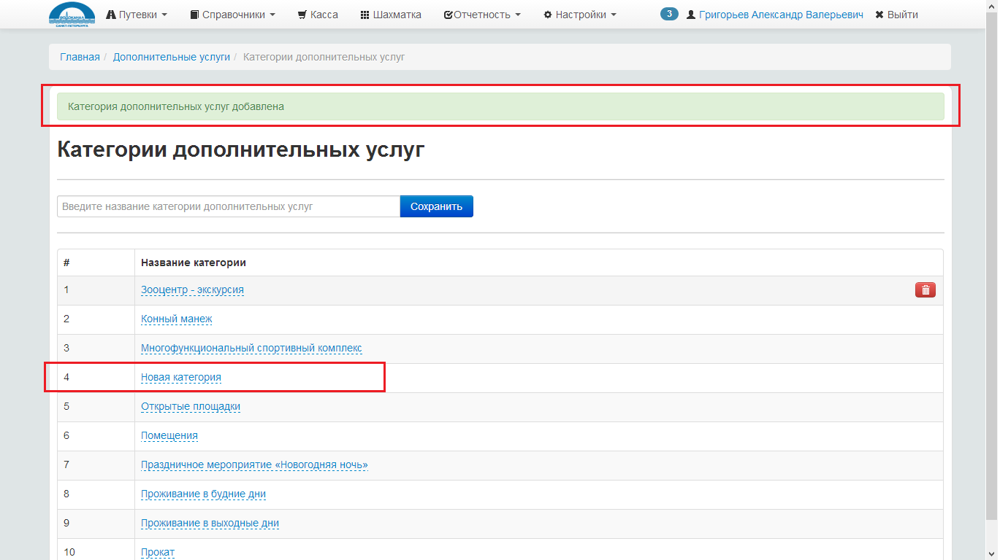 ВОДОКАНАЛ
САНКТ-ПЕТЕРБУРГА
Путевки Справочники Касса Шахматка Отчетность Настройки 3 Григорьев Александр Валерьевич Выйти
Главная / Дополнительные услуги / Категории дополнительных услуг
Категория дополнительных услуг добавлена
Категории дополнительных услуг
Введите название категории дополнительных услуг Сохранить
# Название категории
1 Зооцентр - экскурсия
2 Конный манеж
3 Многофункциональный спортивный комплекс
4 Новая категория
5 Открытые площадки
6 Помещения
7 Праздничное мероприятие «Новогодняя ночь»
8 Проживание в будние дни
9 Проживание в выходные дни
10 Прокат